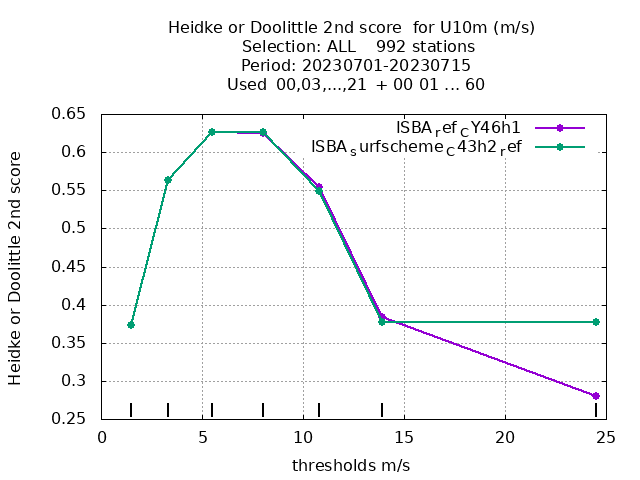 Heidke or Doolittle 2nd score  for U10m (m/s)
Selection: ALL    992 stations
Period: 20230701-20230715
Used  00,03,...,21  + 00 01 ... 60
0.65
0.6
0.55
0.5
0.45
0.4
0.35
0.3
0.25
Heidke or Doolittle 2nd score
ISBA_ref_CY46h1
ISBA_surfscheme_C43h2_ref
0 5 10 15 20 25
thresholds m/s